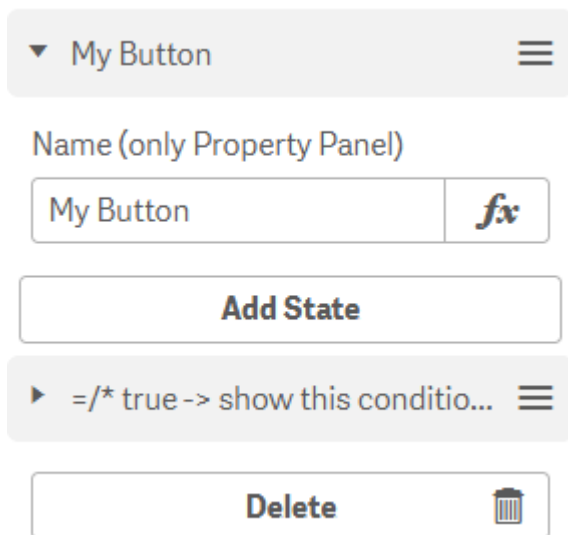 My Button
Name (only Property Panel)
My Button fx
Add State
=/* true -> show this conditio...
Delete